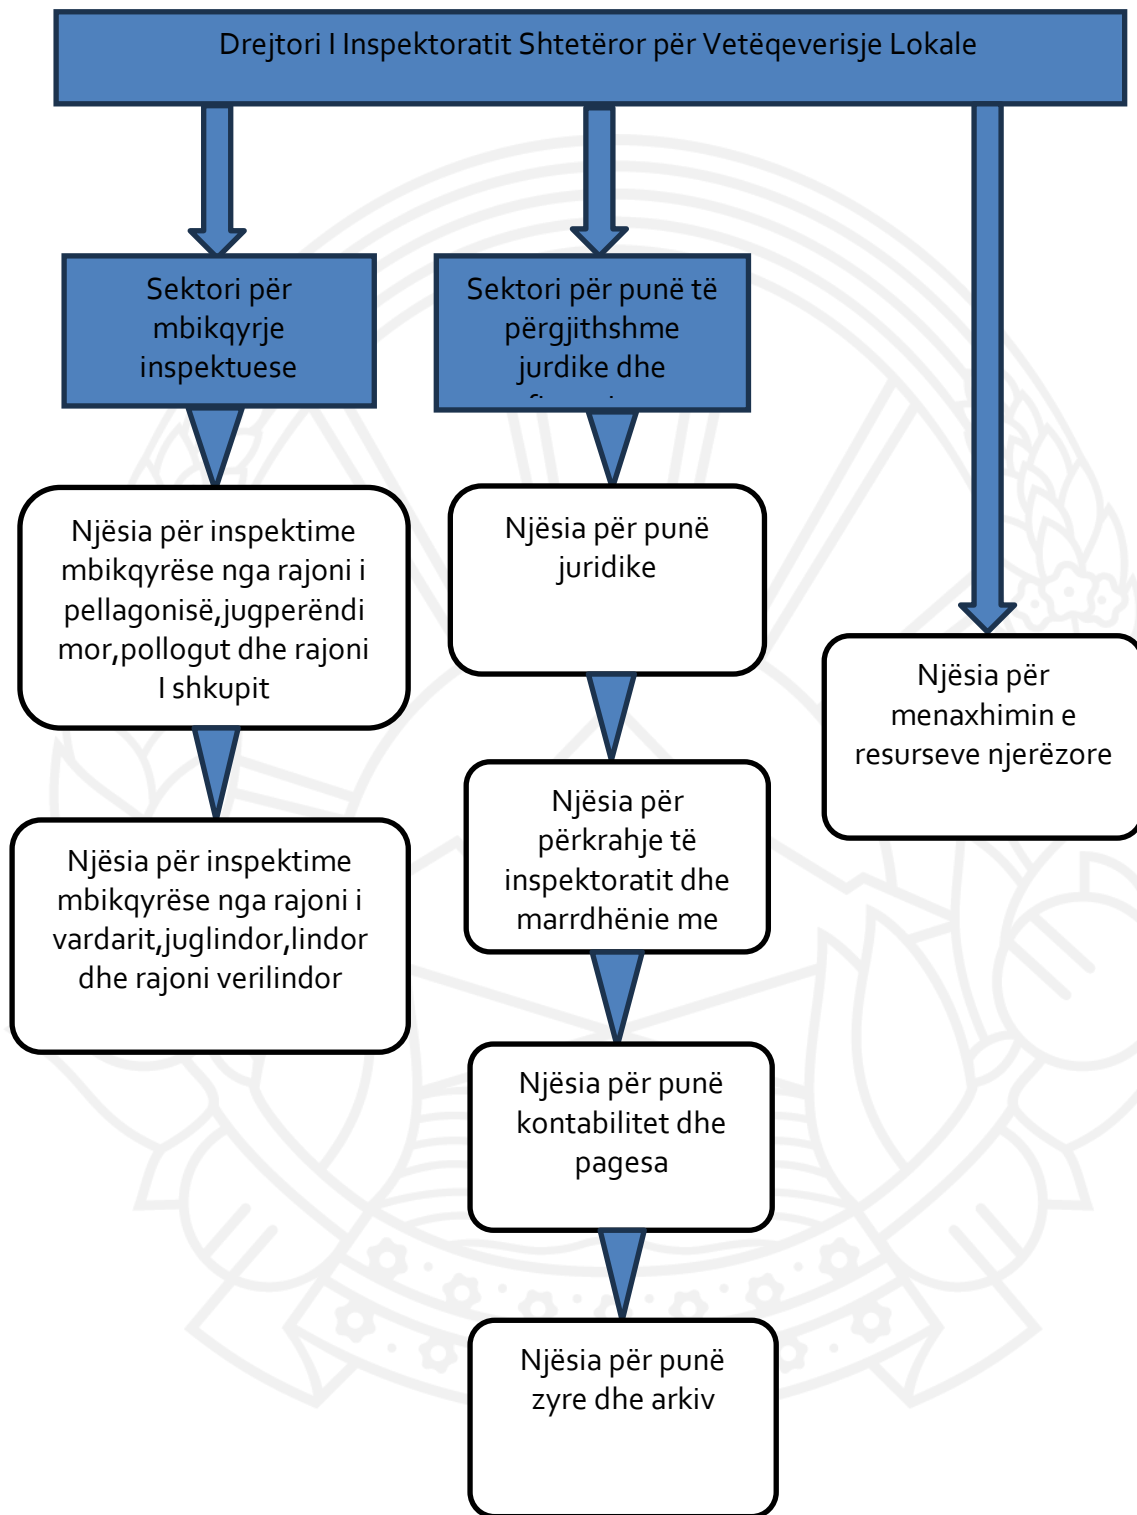 Drejtori I Inspektoratit Shtetëror për Vetëqeverisje Lokale
Sektori për
mbikqyrje
inspektuese
Sektori për punë të
përgjithshme
jurdike dhe
Njësia për inspektime
mbikqyrëse nga rajoni i
pellagonisë,jugperëndi
mor,pollogut dhe rajoni
I shkupit
Njësia për inspektime
mbikqyrëse nga rajoni i
vardarit,juglindor,lindor
dhe rajoni verilindor
Njësia për punë
juridike
Njësia për
përkrahje të
inspektoratit dhe
marrdhënie me
Njësia për punë
kontabilitet dhe
pagesa
Njësia për punë
zyre dhe arkiv
Njësia për
menaxhimin e
resurseve njerëzore